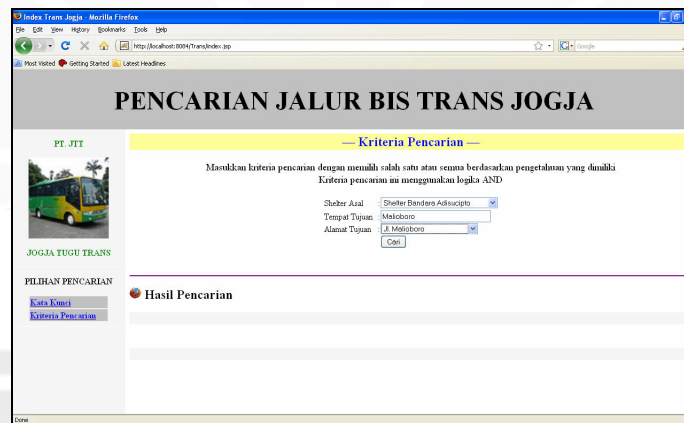 Index Trans Jogja - Mozilla Firefox
File Edit View History Bookmarks Tools Help
http://localhost:8084/Trans/index.jsp
Google
Most Visited Getting Started Latest Headlines
PENCARIAN JALUR BIS TRANS JOGJA
PT. JTT
JOGJA TUGU TRANS
PILIHAN PENCARIAN
Kata Kunci
Kriteria Pencarian
— Kriteria Pencarian —
Masukkan kriteria pencarian dengan memilih salah satu atau semua berdasarkan pengetahuan yang dimiliki
Kriteria pencarian ini menggunakan logika AND
Shelter Asal : Shelter Bandara Adisucipto
Tempat Tujuan : Malioboro
Alamat Tujuan : Jl. Malioboro
Cari
Hasil Pencarian
Done